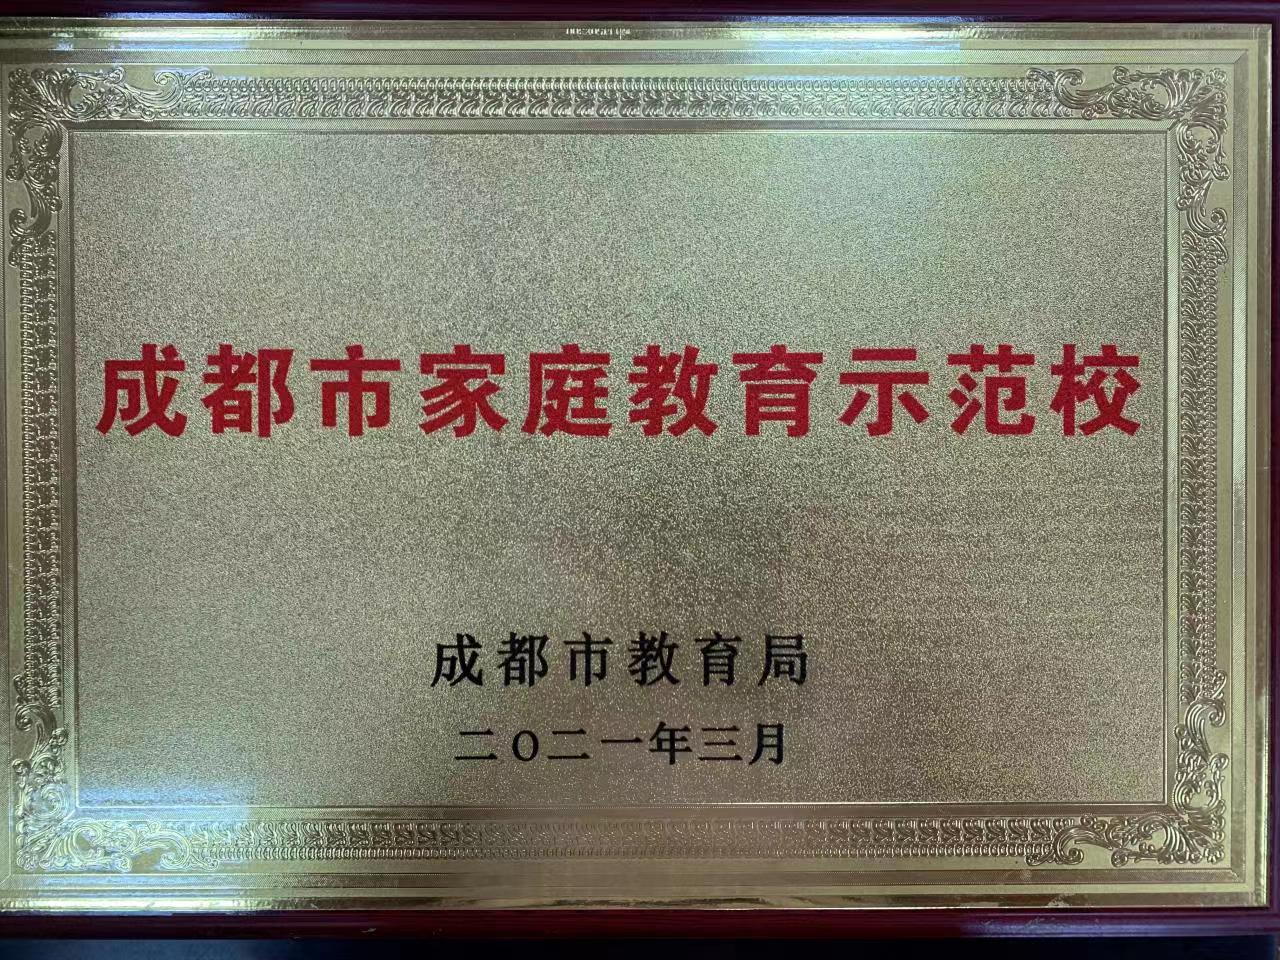 成都市家庭教育示范校
成都市教育局
二〇二一年三月